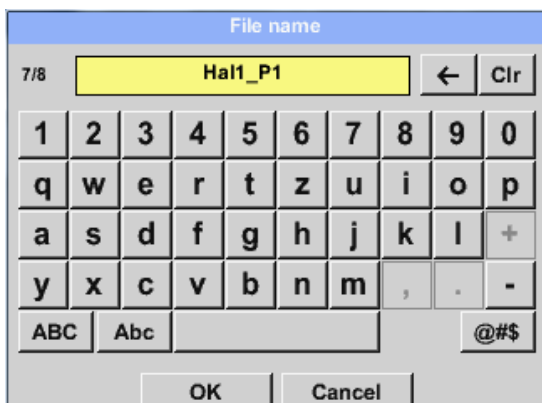 File name
7/8 Hal1_P1 ← Clr
1 2 3 4 5 6 7 8 9 0
q w e r t z u i o p
a s d f g h j k l +
y x c v b n m , . -
ABC Abc @#$
OK Cancel